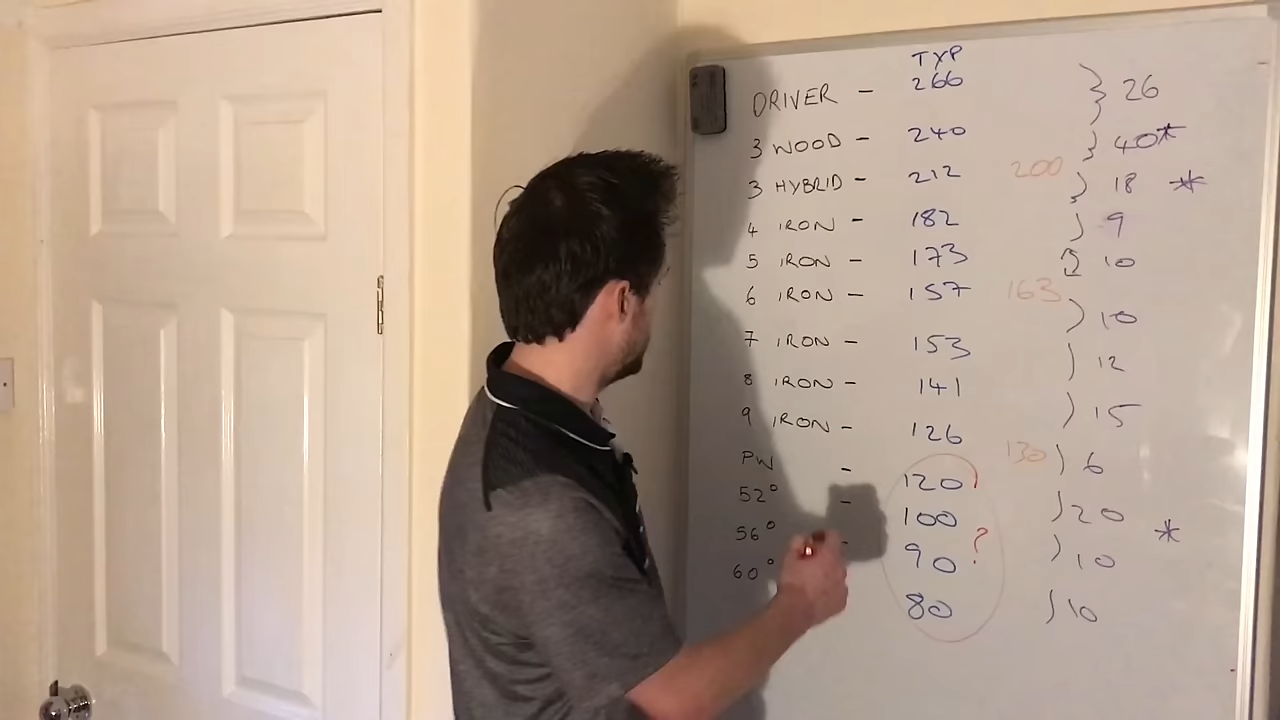 TYP
DRIVER - 266 } 26
3 WOOD - 240 } 40*
3 HYBRID - 212 200 } 18 *
4 IRON - 182 ) 9
5 IRON - 173 10
6 IRON - 157 163 ) 10
7 IRON - 153 ) 12
8 IRON - 141 ) 15
9 IRON - 126 130 ) 6
PW - 120 ) 20 *
52° - 100 ? ) 10
56° - 90 ) 10
60° 80